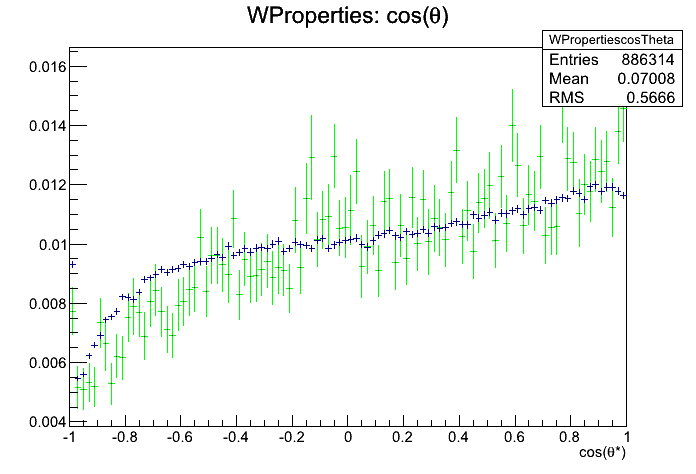 WProperties: cos(θ)
WPropertiescosTheta
Entries 886314
Mean 0.07008
RMS 0.5666
0.016
0.014
0.012
0.01
0.008
0.006
0.004
-1 -0.8 -0.6 -0.4 -0.2 0 0.2 0.4 0.6 0.8 1
cos(θ*)